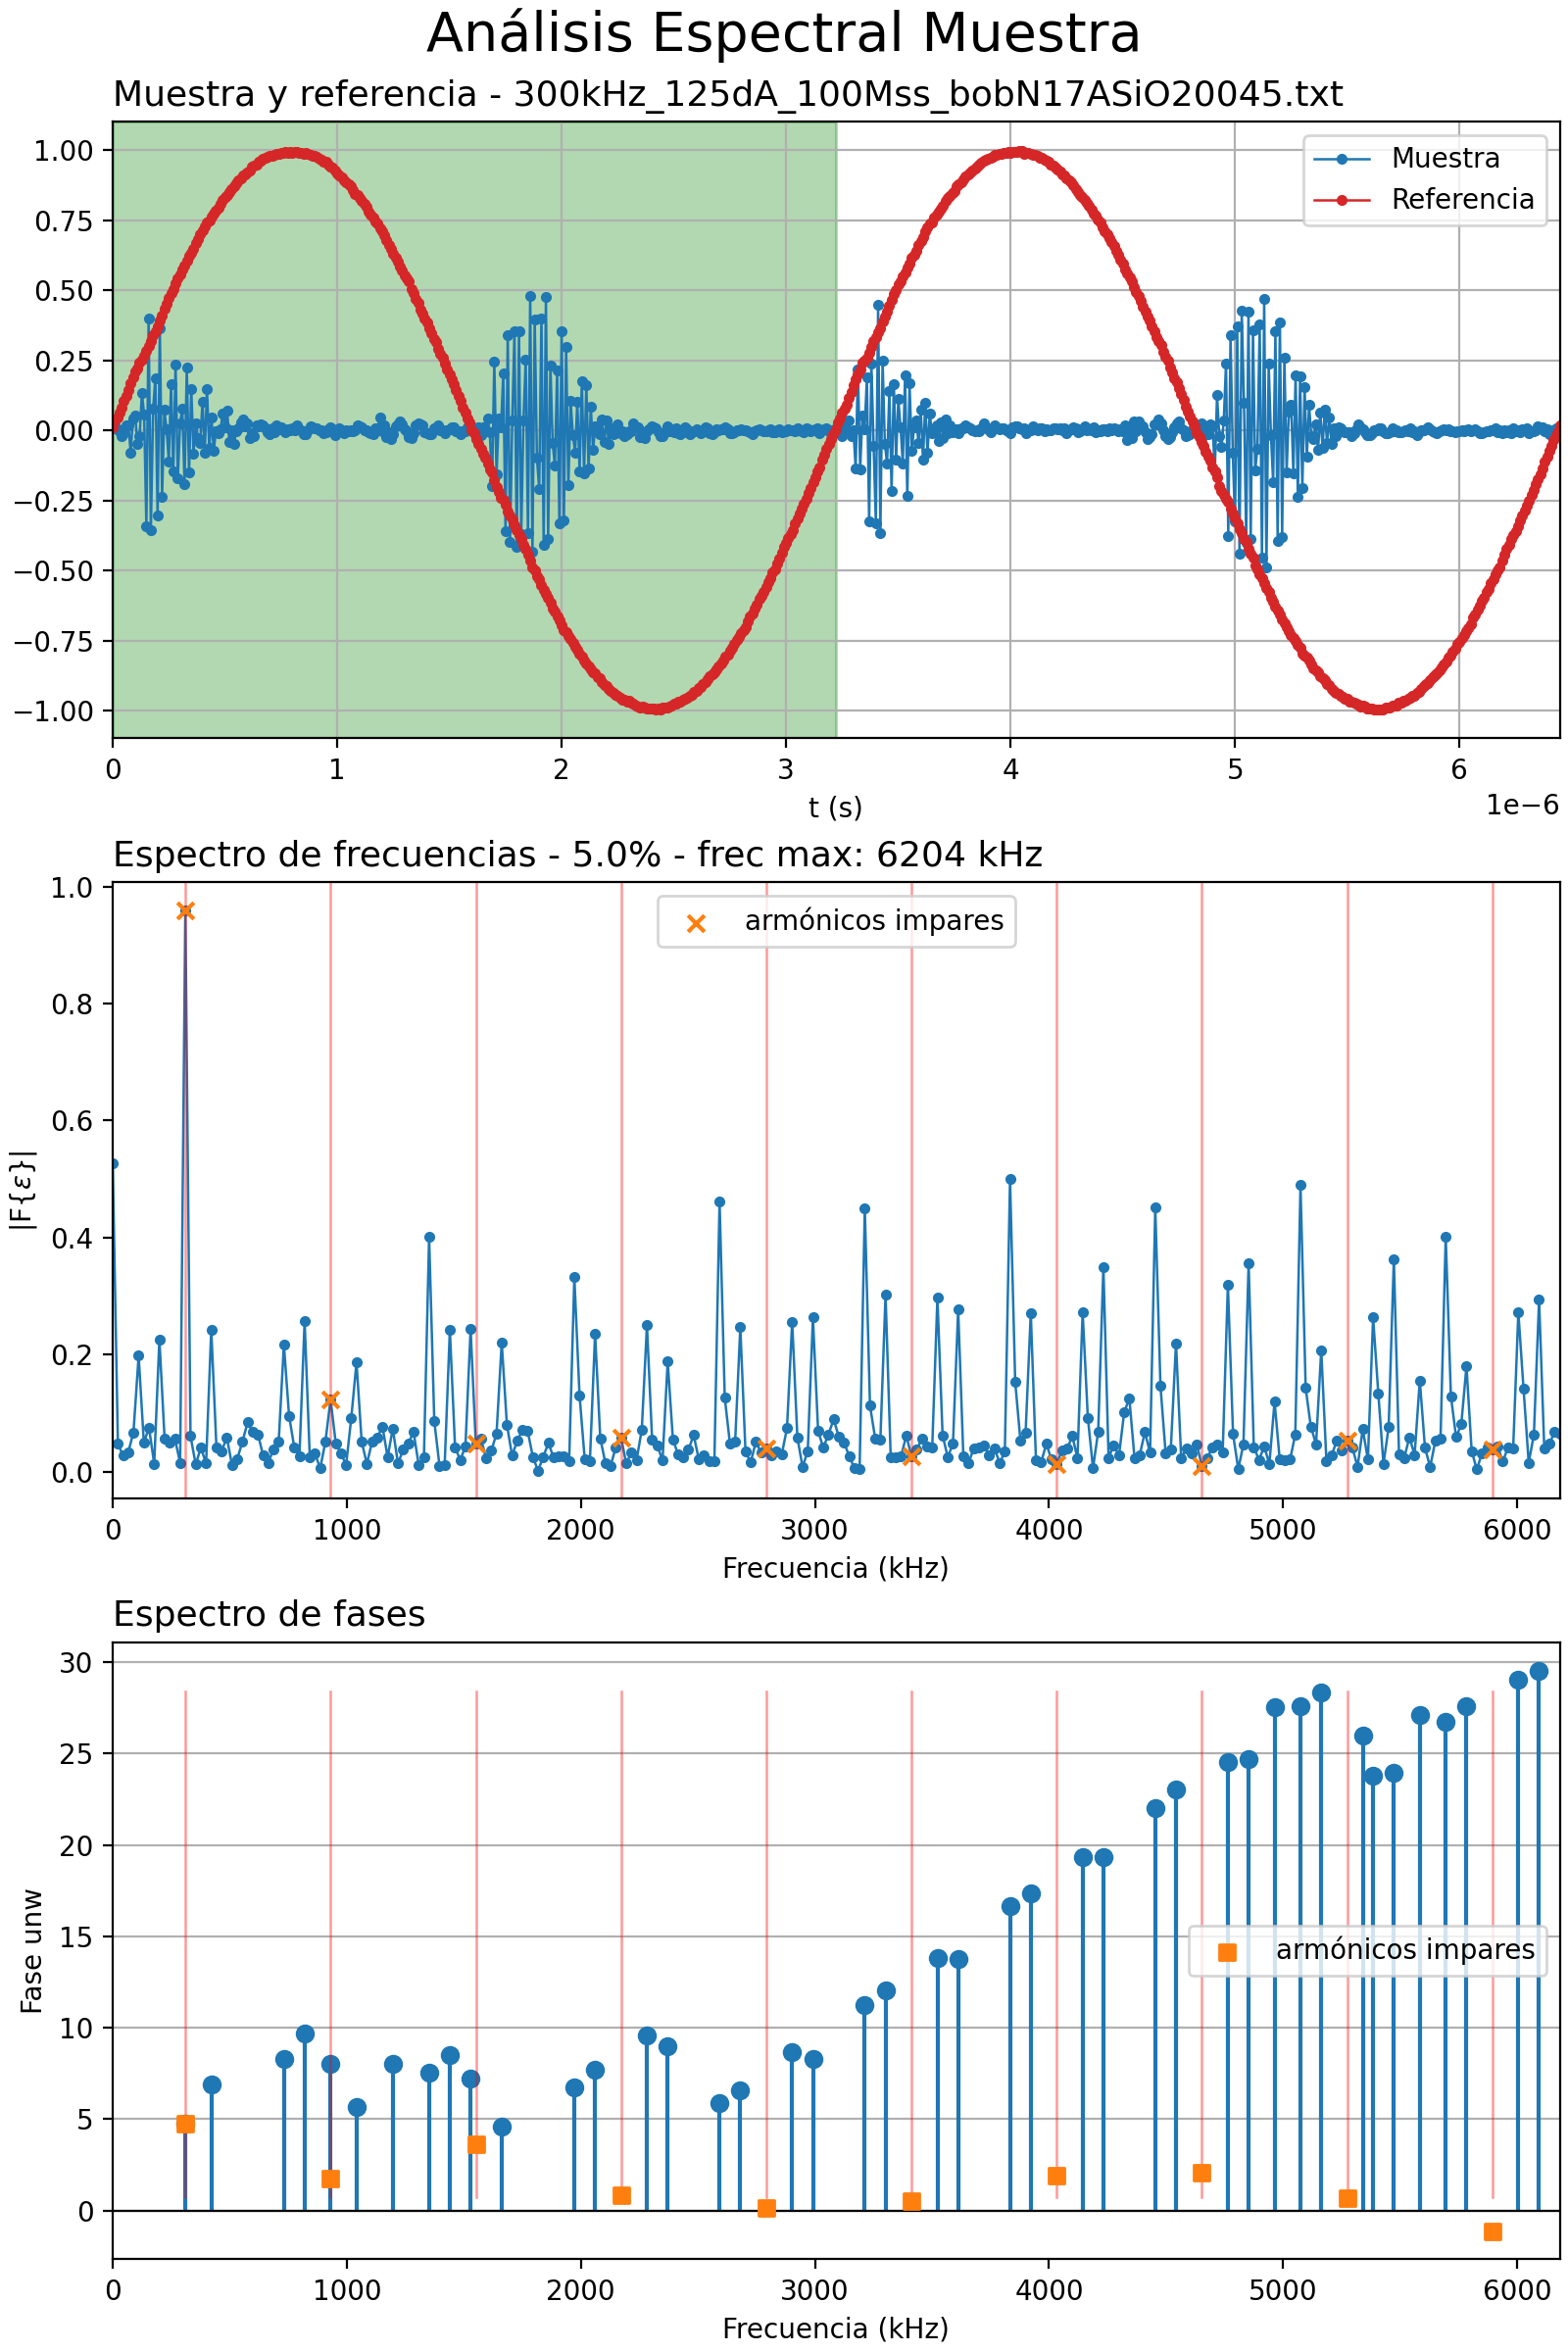 Análisis Espectral Muestra
Muestra y referencia - 300kHz_125dA_100Mss_bobN17ASiO20045.txt
1.00
0.75
0.50
0.25
0.00
−0.25
−0.50
−0.75
−1.00
Muestra
Referencia
0 1 2 3 4 5 6
1e−6
t (s)
Espectro de frecuencias - 5.0% - frec max: 6204 kHz
|F{ε}|
1.0
0.8
0.6
0.4
0.2
0.0
armónicos impares
0 1000 2000 3000 4000 5000 6000
Frecuencia (kHz)
Espectro de fases
Fase unw
30
25
20
15
10
5
0
armónicos impares
0 1000 2000 3000 4000 5000 6000
Frecuencia (kHz)